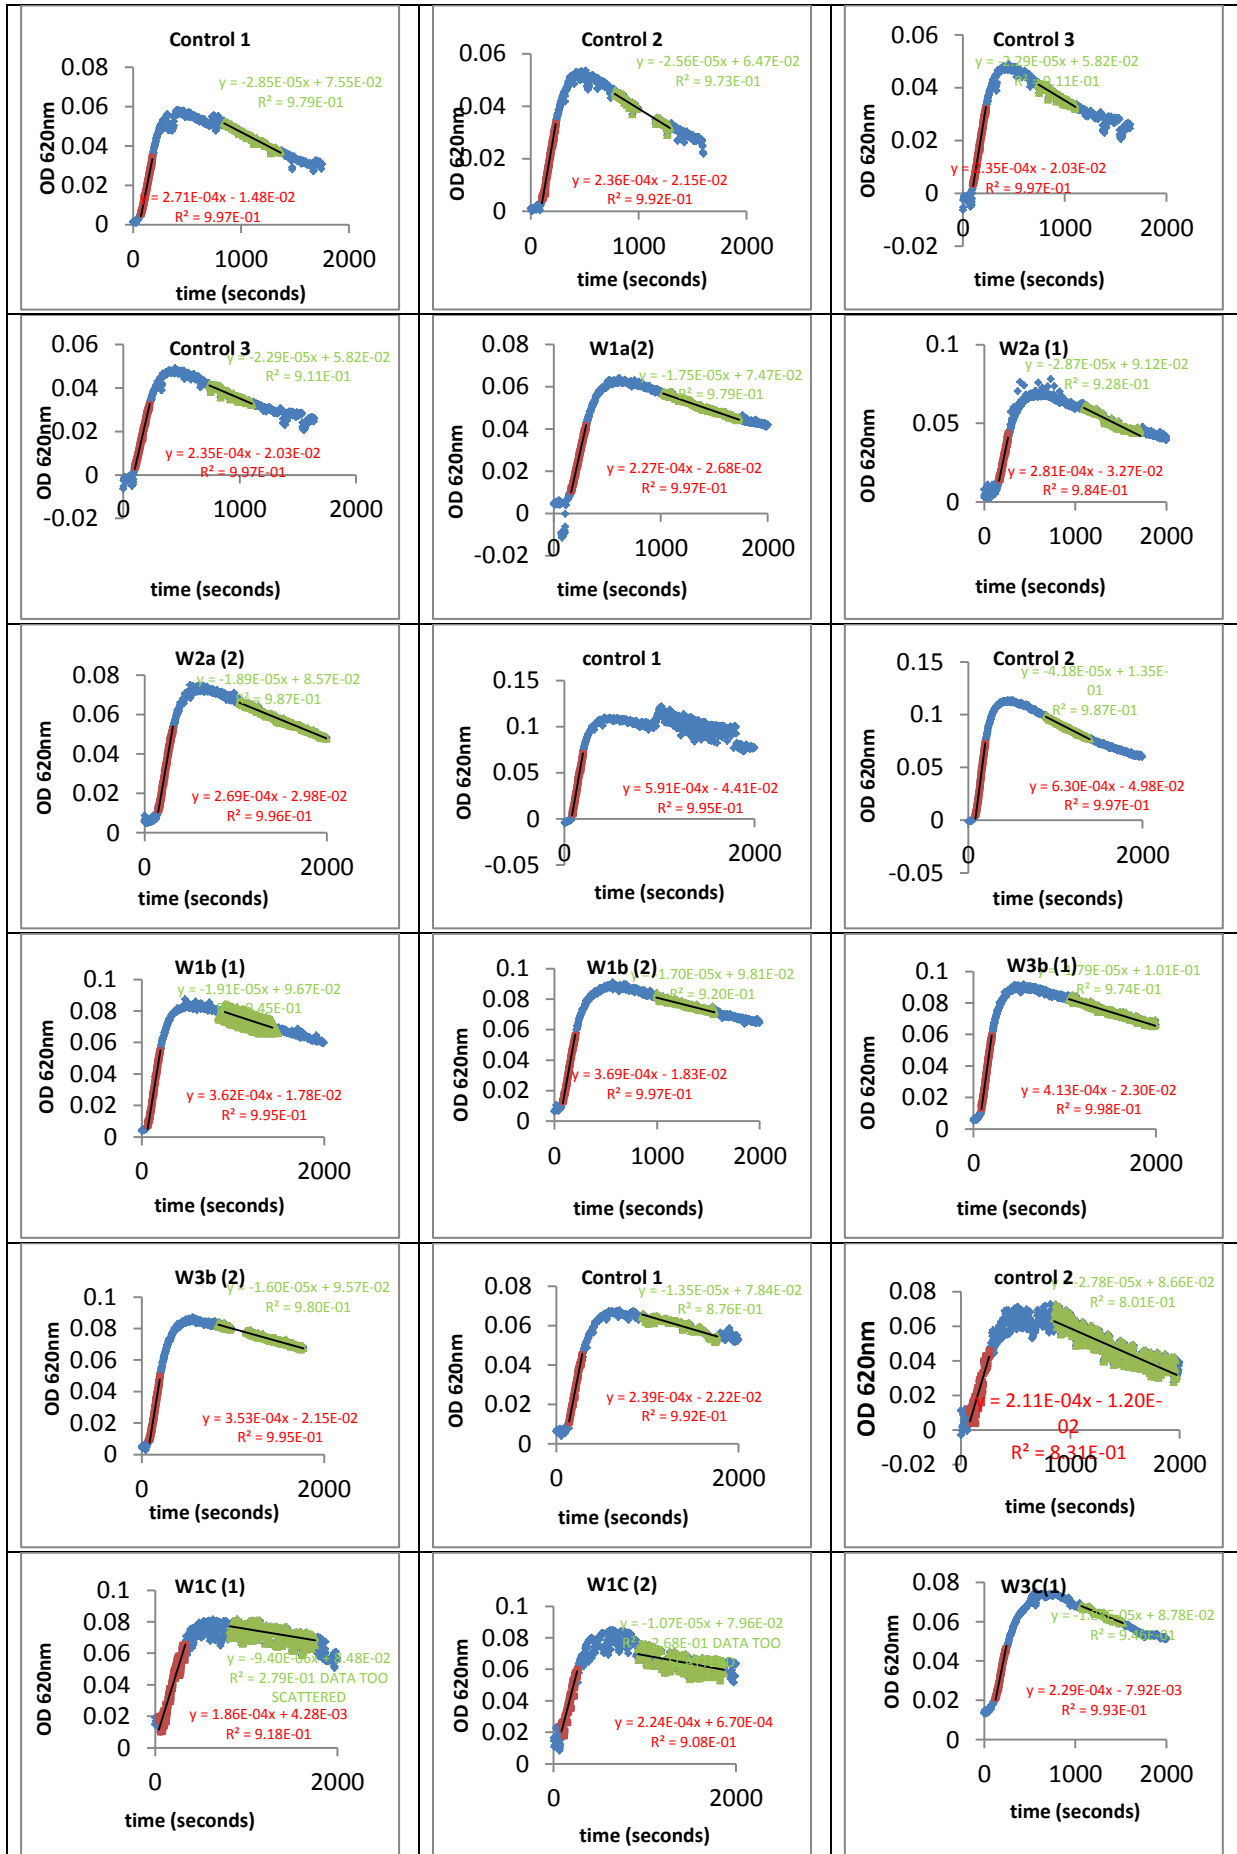 Control 1
y = -2.85E-05x + 7.55E-02
R² = 9.79E-01
0.08
0.06
0.04
0.02
0
OD 620nm
= 2.71E-04x - 1.48E-02
R² = 9.97E-01
0 1000 2000
time (seconds)
Control 2
y = -2.56E-05x + 6.47E-02
R² = 9.73E-01
0.06
0.04
0.02
0
OD 620nm
y = 2.36E-04x - 2.15E-02
R² = 9.92E-01
0 1000 2000
time (seconds)
Control 3
y = -2.29E-05x + 5.82E-02
R² = 9.11E-01
0.06
0.04
0.02
0
-0.02
OD 620nm
y = 2.35E-04x - 2.03E-02
R² = 9.97E-01
0 1000 2000
time (seconds)
Control 3
y = -2.29E-05x + 5.82E-02
R² = 9.11E-01
0.06
0.04
0.02
0
-0.02
OD 620nm
y = 2.35E-04x - 2.03E-02
R² = 9.97E-01
0 1000 2000
time (seconds)
W1a(2)
y = -1.75E-05x + 7.47E-02
R² = 9.79E-01
0.08
0.06
0.04
0.02
0
-0.02
OD 620nm
y = 2.27E-04x - 2.68E-02
R² = 9.97E-01
0 1000 2000
time (seconds)
W2a (1)
y = -2.87E-05x + 9.12E-02
R² = 9.28E-01
0.1
0.05
0
OD 620nm
y = 2.81E-04x - 3.27E-02
R² = 9.84E-01
0 1000 2000
time (seconds)
W2a (2)
y = -1.89E-05x + 8.57E-02
R² = 9.87E-01
0.08
0.06
0.04
0.02
0
OD 620nm
y = 2.69E-04x - 2.98E-02
R² = 9.96E-01
0 2000
time (seconds)
control 1
0.15
0.1
0.05
0
-0.05
OD 620nm
y = 5.91E-04x - 4.41E-02
R² = 9.95E-01
0 2000
time (seconds)
Control 2
y = -4.18E-05x + 1.35E-
01
R² = 9.87E-01
0.15
0.1
0.05
0
-0.05
OD 620nm
y = 6.30E-04x - 4.98E-02
R² = 9.97E-01
0 2000
time (seconds)
W1b (1)
y = -1.91E-05x + 9.67E-02
.45E-01
0.1
0.08
0.06
0.04
0.02
0
OD 620nm
y = 3.62E-04x - 1.78E-02
R² = 9.95E-01
0 2000
time (seconds)
W1b (2)
y = -1.70E-05x + 9.81E-02
R² = 9.20E-01
0.1
0.08
0.06
0.04
0.02
0
OD 620nm
y = 3.69E-04x - 1.83E-02
R² = 9.97E-01
0 1000 2000
time (seconds)
W3b (1)
y = -1.79E-05x + 1.01E-01
R² = 9.74E-01
0.1
0.08
0.06
0.04
0.02
0
OD 620nm
y = 4.13E-04x - 2.30E-02
R² = 9.98E-01
0 2000
time (seconds)
W3b (2)
y = -1.60E-05x + 9.57E-02
R² = 9.80E-01
0.1
0.08
0.06
0.04
0.02
0
OD 620nm
y = 3.53E-04x - 2.15E-02
R² = 9.95E-01
0 2000
time (seconds)
Control 1
y = -1.35E-05x + 7.84E-02
R² = 8.76E-01
0.08
0.06
0.04
0.02
0
OD 620nm
y = 2.39E-04x - 2.22E-02
R² = 9.92E-01
0 2000
time (seconds)
control 2
y = -2.78E-05x + 8.66E-02
R² = 8.01E-01
0.08
0.06
0.04
0.02
0
-0.02
OD 620nm
= 2.11E-04x - 1.20E-
02
R² = 8.31E-01
0 1000 2000
time (seconds)
W1C (1)
y = -9.40E-06x + 8.48E-02
R² = 2.79E-01 DATA TOO
SCATTERED
0.1
0.08
0.06
0.04
0.02
0
OD 620nm
y = 1.86E-04x + 4.28E-03
R² = 9.18E-01
0 2000
time (seconds)
W1C (2)
y = -1.07E-05x + 7.96E-02
R² = 2.68E-01 DATA TOO
0.1
0.08
0.06
0.04
0.02
0
OD 620nm
y = 2.24E-04x + 6.70E-04
R² = 9.08E-01
0 2000
time (seconds)
W3C(1)
E-05x + 8.78E-02
R² = 9.46E-01
0.08
0.06
0.04
0.02
0
OD 620nm
y = 2.29E-04x - 7.92E-03
R² = 9.93E-01
0 1000 2000
time (seconds)